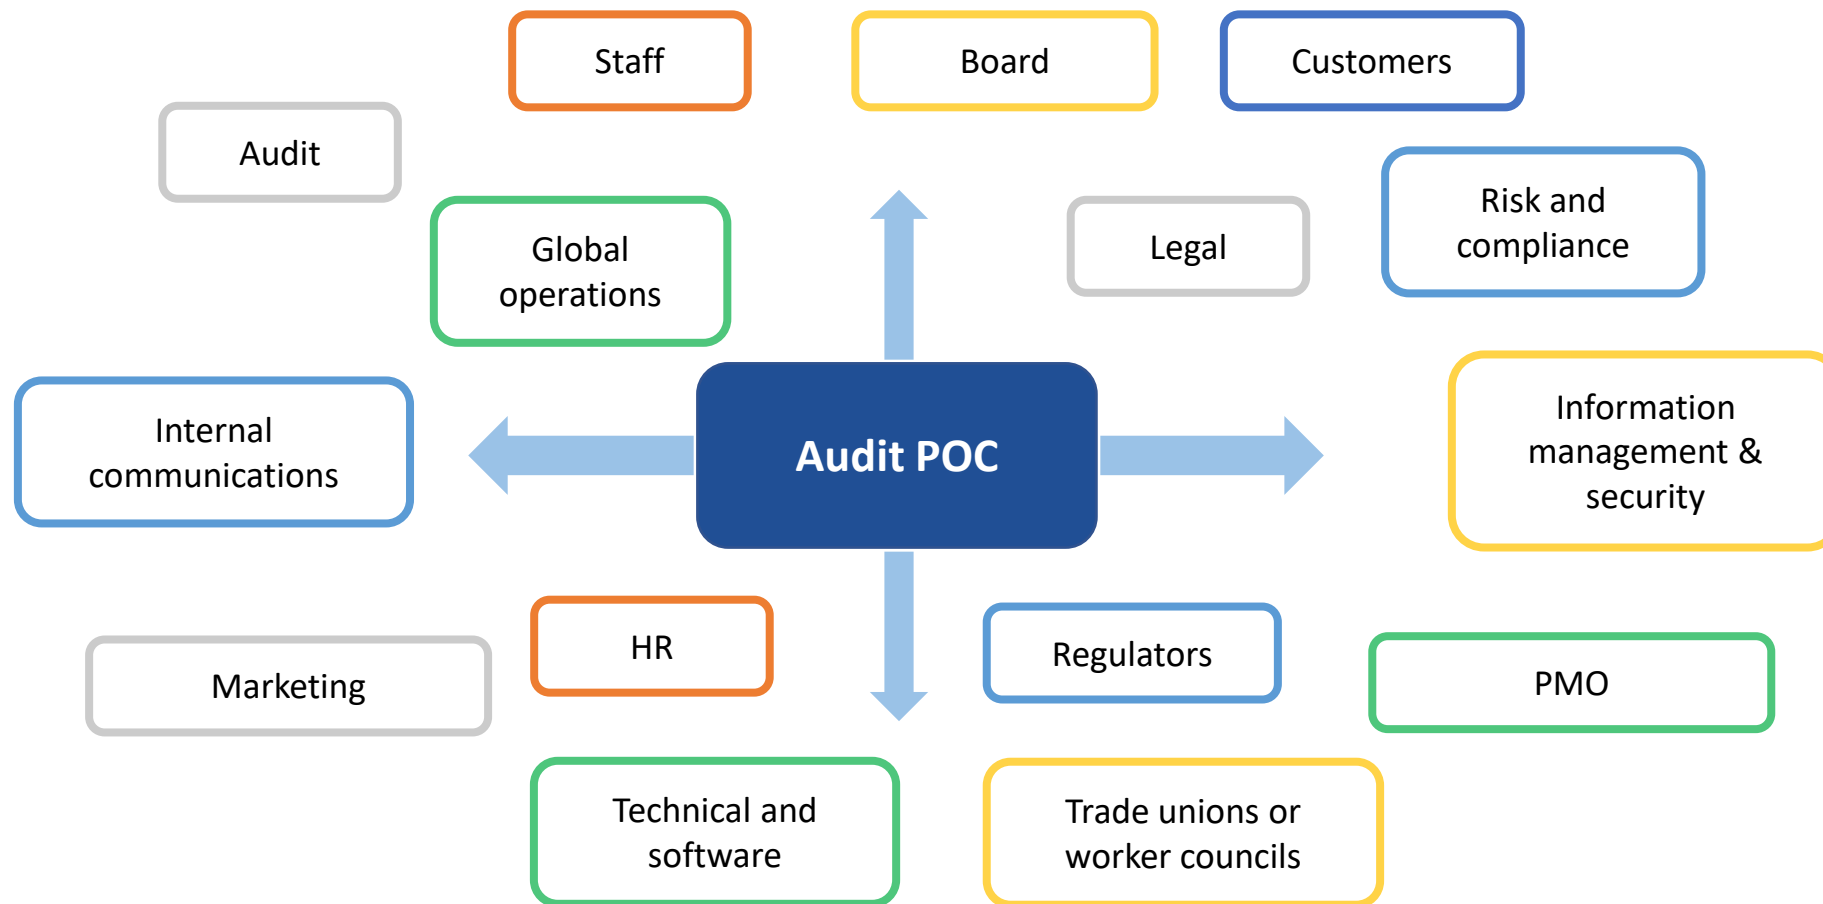 Staff
Board
Customers
Audit
Risk and
compliance
Global
operations
Legal
Internal
communications
Audit POC
Information
management &
security
HR
Regulators
Marketing
PMO
Technical and
software
Trade unions or
worker councils